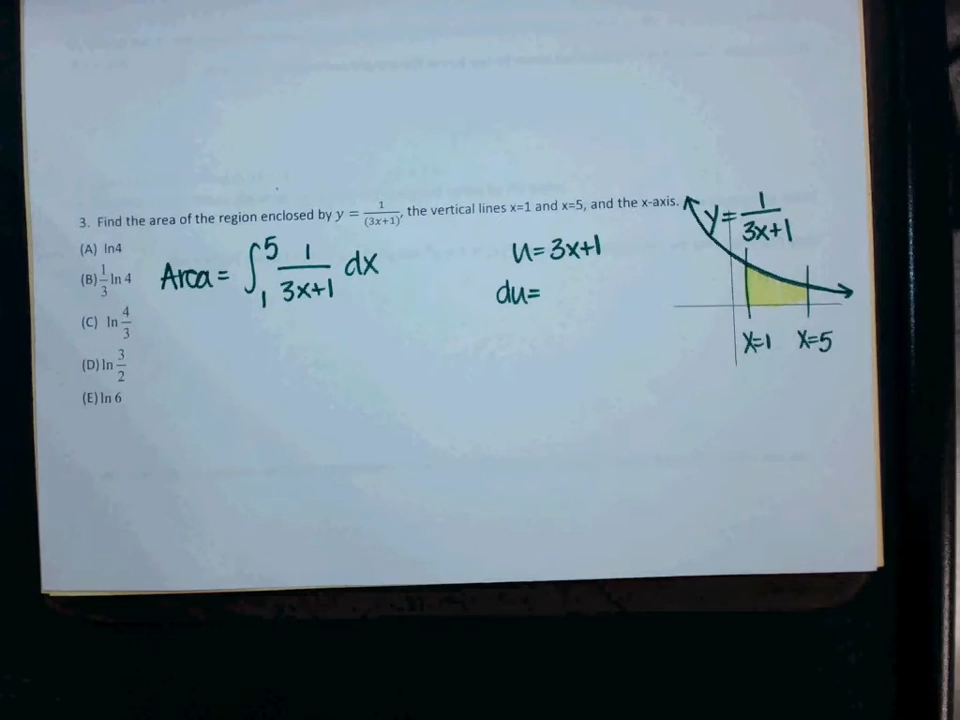 3. Find the area of the region enclosed by y = 1/(3x+1), the vertical lines x=1 and x=5, and the x-axis.
(A) ln4
(B) 1/3 ln 4
(C) ln 4/3
(D) ln 3/2
(E) ln 6
Area = ∫₁⁵ 1/3x+1 dx
u=3x+1
du=
y= 1/3x+1
x=1 x=5